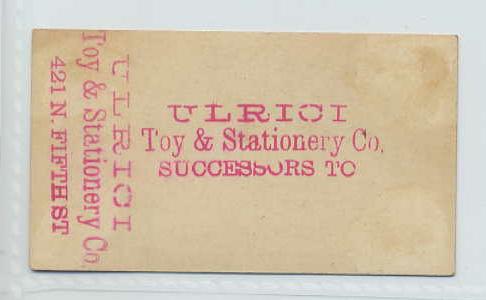 ULRICI
Toy & Stationery Co.
SUCCESSORS TO
ULRICI
Toy & Stationery Co.
421 N. FIFTH ST